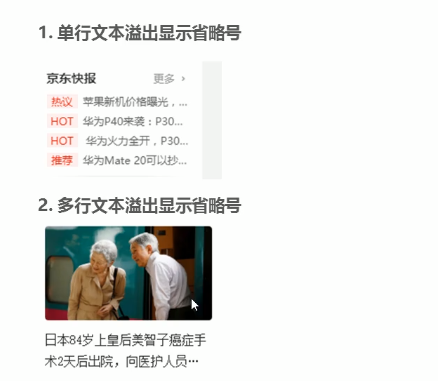 1. 单行文本溢出显示省略号
京东快报 更多 ›
热议 苹果新机价格曝光，...
HOT 华为P40来袭：P30...
HOT 华为火力全开，P30...
推荐 华为Mate 20可以抄...
2. 多行文本溢出显示省略号
日本84岁上皇后美智子癌症手
术2天后出院，向医护人员···